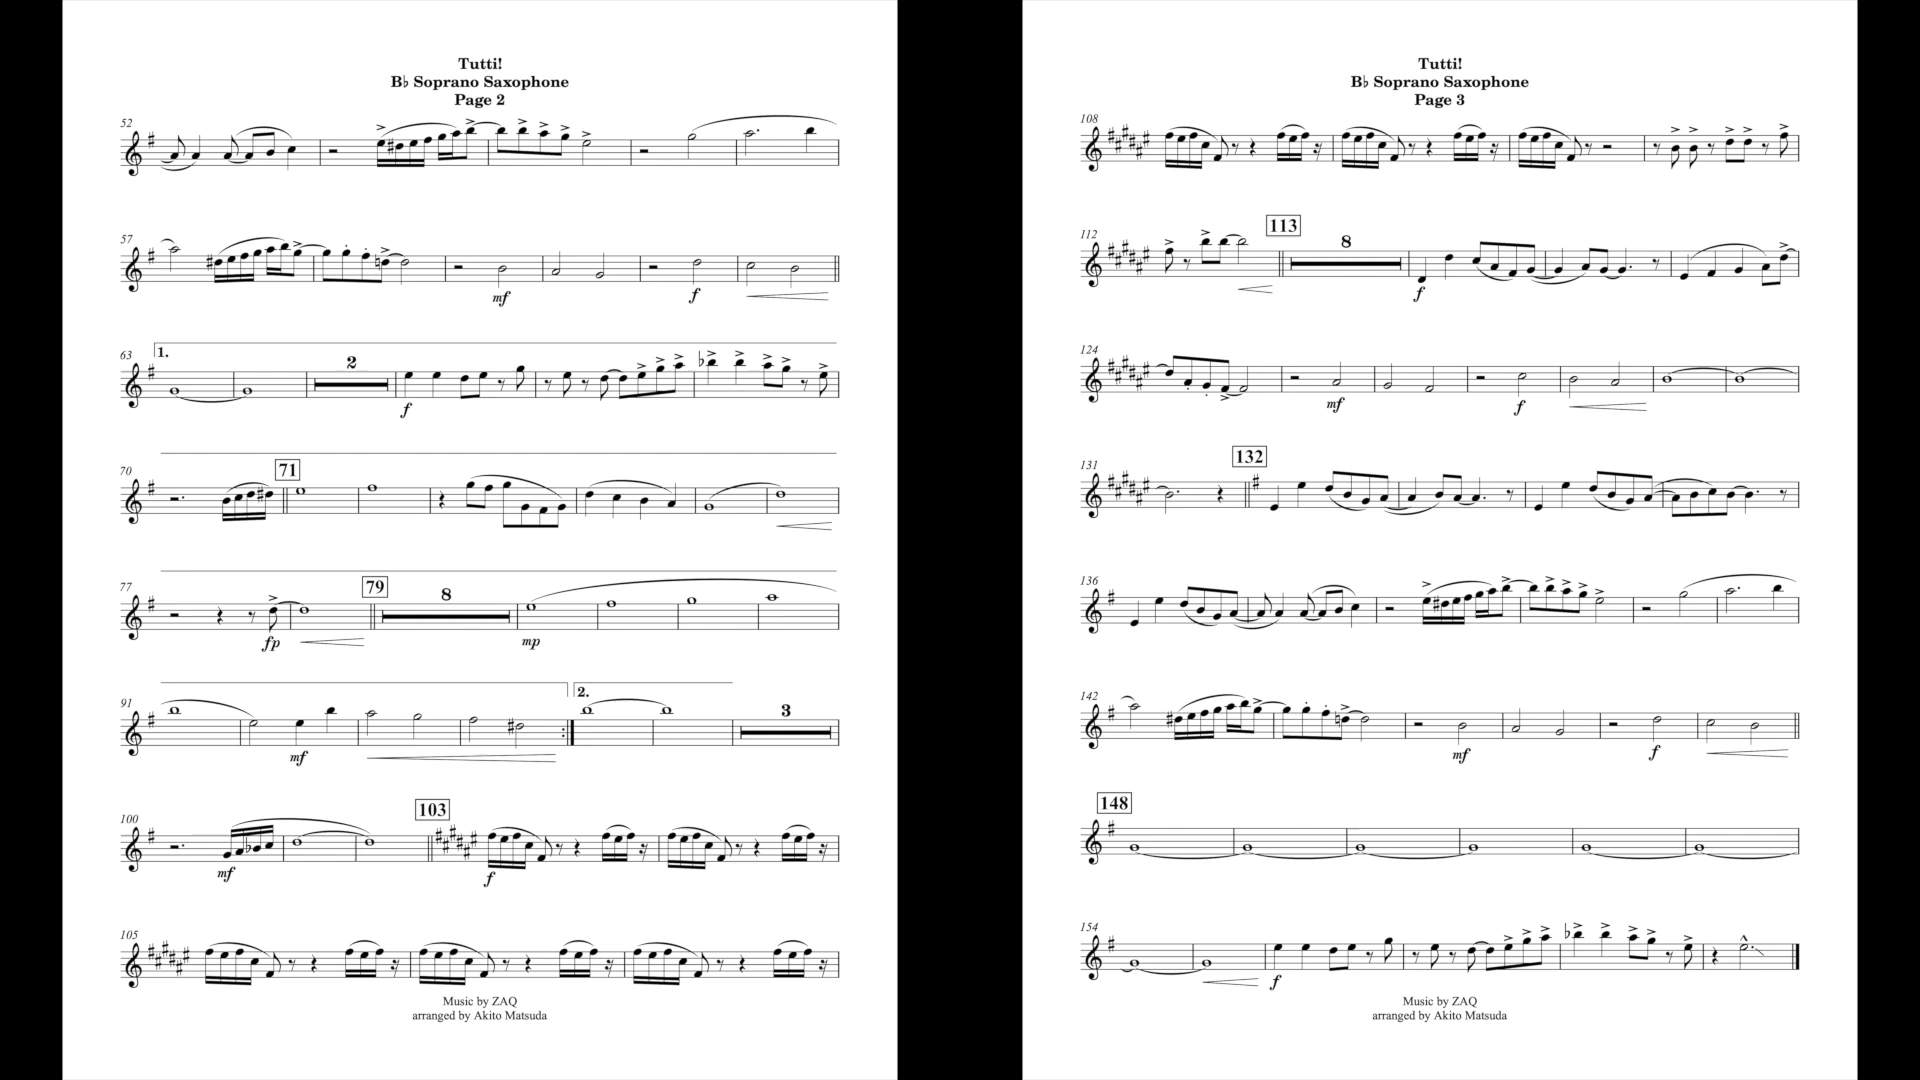 Tutti!
B♭ Soprano Saxophone
Page 2
52
57
mf
f
63
1.
2
f
70
71
77
79
8
fp
mp
91
2.
3
mf
100
103
mf
f
105
Music by ZAQ
arranged by Akito Matsuda
Tutti!
B♭ Soprano Saxophone
Page 3
108
112
113
8
f
124
mf
f
131
132
136
142
mf
f
148
154
f
Music by ZAQ
arranged by Akito Matsuda